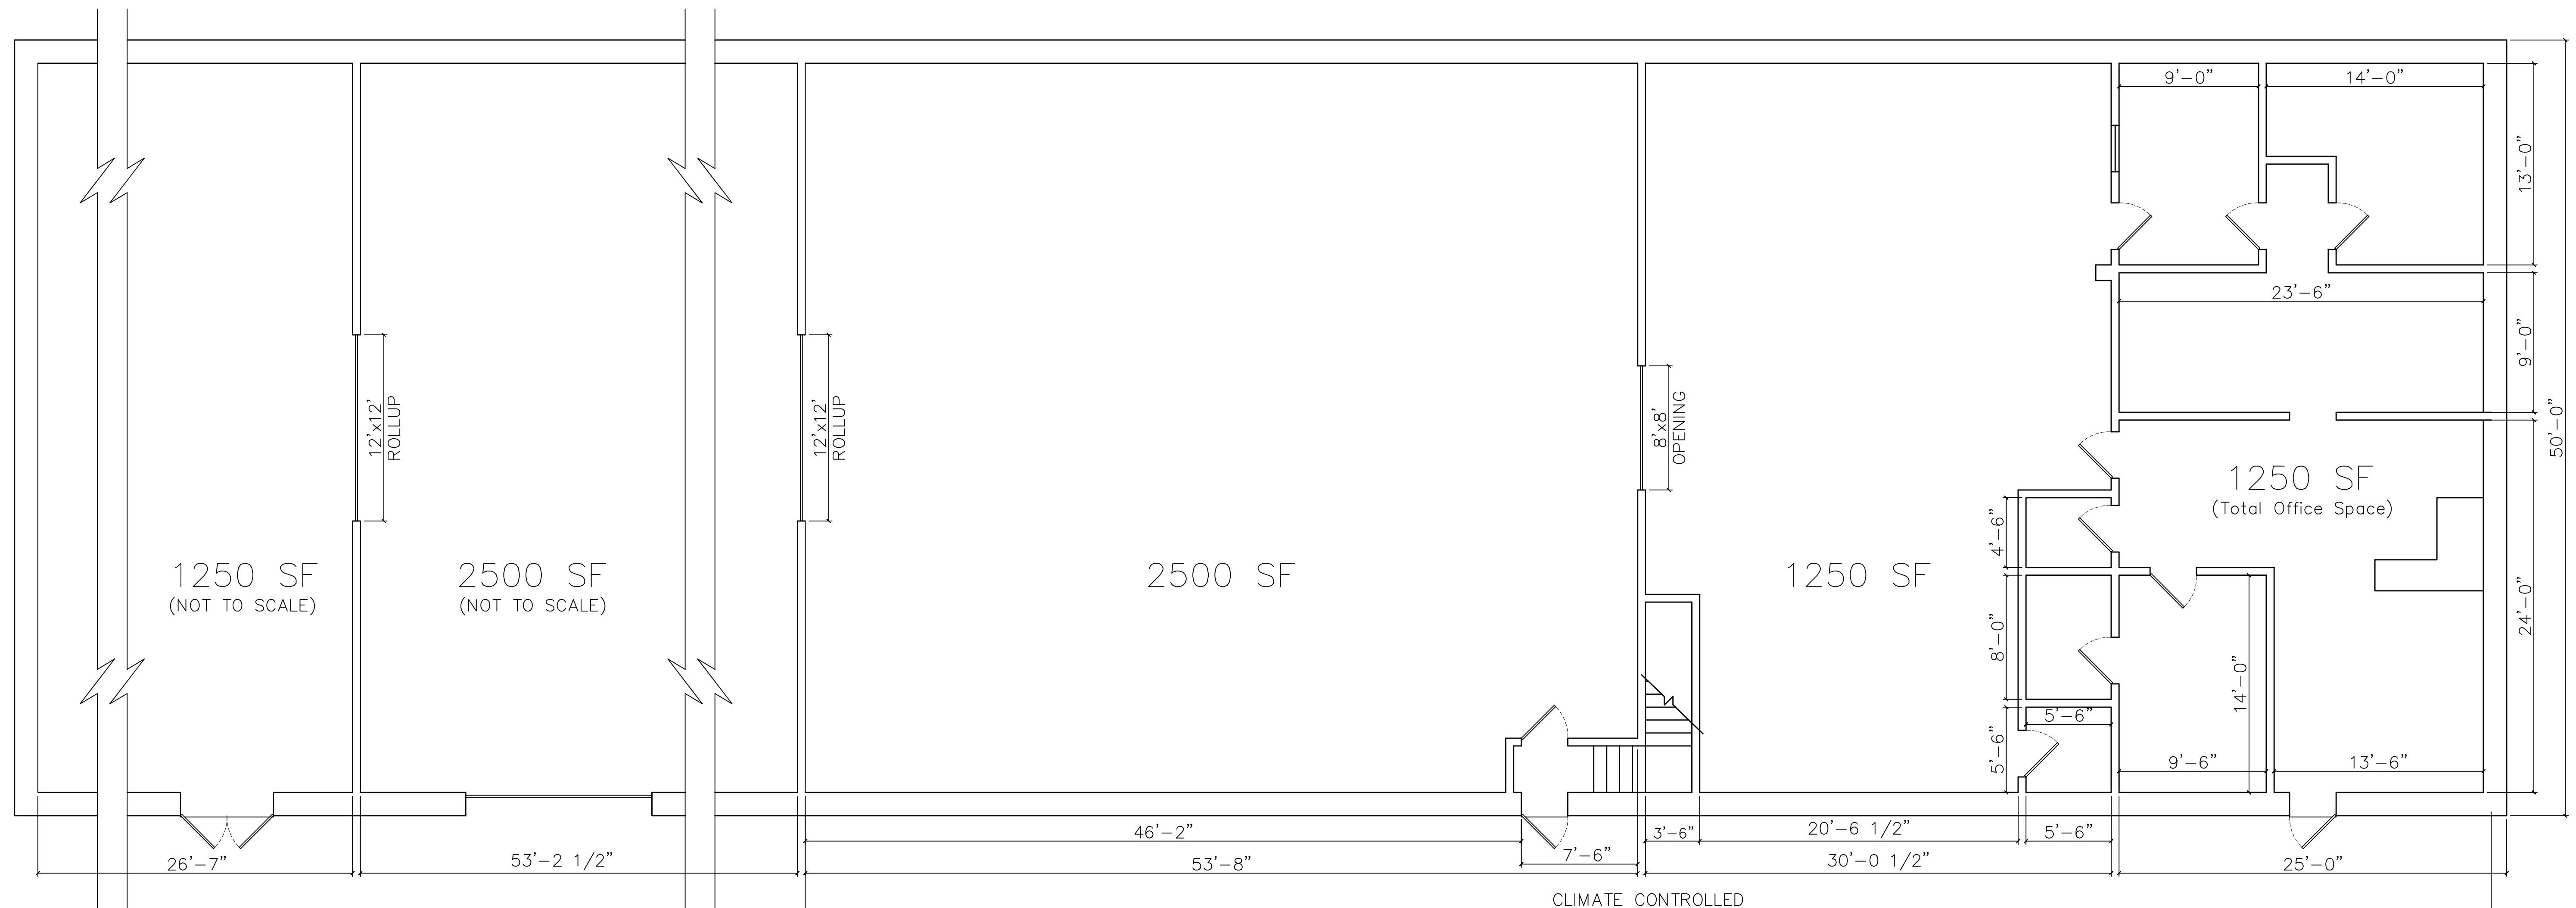 9'-0"
14'-0"
13'-0"
23'-6"
9'-0"
50'-0"
12'x12'
ROLLUP
12'x12'
ROLLUP
8'x8'
OPENING
1250 SF
(Total Office Space)
4'-6"
1250 SF
(NOT TO SCALE)
2500 SF
(NOT TO SCALE)
2500 SF
1250 SF
24'-0"
8'-0"
14'-0"
5'-6"
5'-6"
9'-6"
13'-6"
46'-2"
3'-6"
20'-6 1/2"
5'-6"
7'-6"
26'-7"
53'-2 1/2"
53'-8"
30'-0 1/2"
25'-0"
CLIMATE CONTROLLED